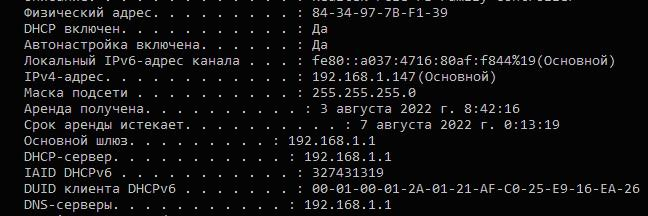 Физический адрес. . . . . . . . . : 84-34-97-7B-F1-39
DHCP включен. . . . . . . . . . . : Да
Автонастройка включена. . . . . . : Да
Локальный IPv6-адрес канала . . . : fe80::a037:4716:80af:f844%19(Основной)
IPv4-адрес. . . . . . . . . . . . : 192.168.1.147(Основной)
Маска подсети . . . . . . . . . . : 255.255.255.0
Аренда получена. . . . . . . . . . : 3 августа 2022 г. 8:42:16
Срок аренды истекает. . . . . . . . . . : 7 августа 2022 г. 0:13:19
Основной шлюз. . . . . . . . . : 192.168.1.1
DHCP-сервер. . . . . . . . . . . : 192.168.1.1
IAID DHCPv6 . . . . . . . . . . . : 327431319
DUID клиента DHCPv6 . . . . . . . : 00-01-00-01-2A-01-21-AF-C0-25-E9-16-EA-26
DNS-серверы. . . . . . . . . . . : 192.168.1.1